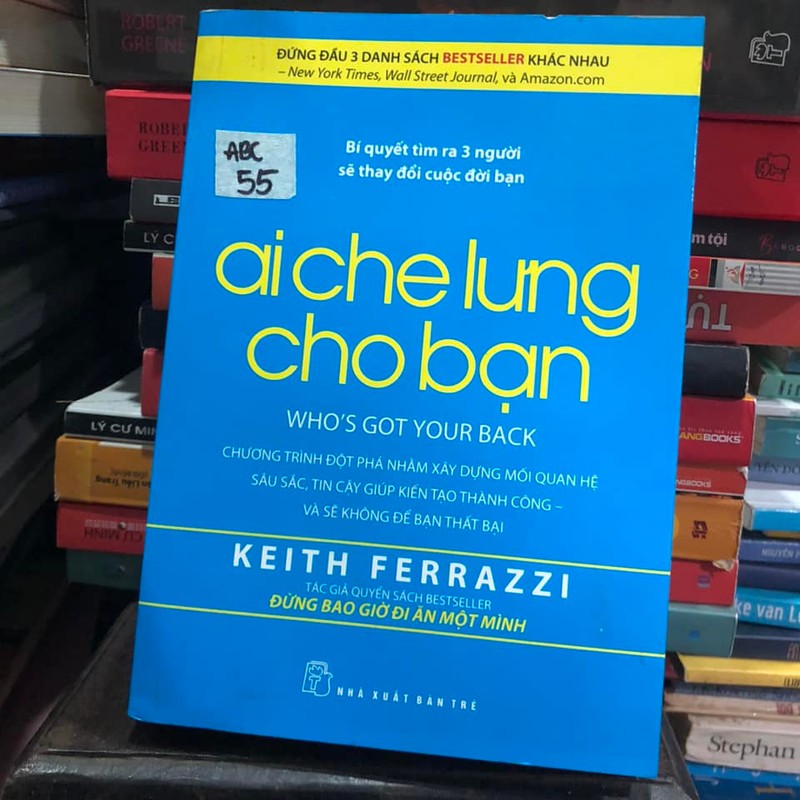 ĐỨNG ĐẦU 3 DANH SÁCH BESTSELLER KHÁC NHAU
– New York Times, Wall Street Journal, và Amazon.com
Bí quyết tìm ra 3 người
sẽ thay đổi cuộc đời bạn
ABC
55
ai che lưng
cho bạn
WHO'S GOT YOUR BACK
CHƯƠNG TRÌNH ĐỘT PHÁ NHẰM XÂY DỰNG MỐI QUAN HỆ
SÂU SẮC, TIN CẬY GIÚP KIẾN TẠO THÀNH CÔNG –
VÀ SẼ KHÔNG ĐỂ BẠN THẤT BẠI
KEITH FERRAZZI
TÁC GIẢ QUYỂN SÁCH BESTSELLER
ĐỪNG BAO GIỜ ĐI ĂN MỘT MÌNH
NHÀ XUẤT BẢN TRẺ
ROBERT
GREENE
ROBERT
GREENE
LÝ C
LÝ CƯ MIN
m tội
TỤ
ANGBOOKS
NGBOOKS
NGUYỄN
ke van L
Stephan